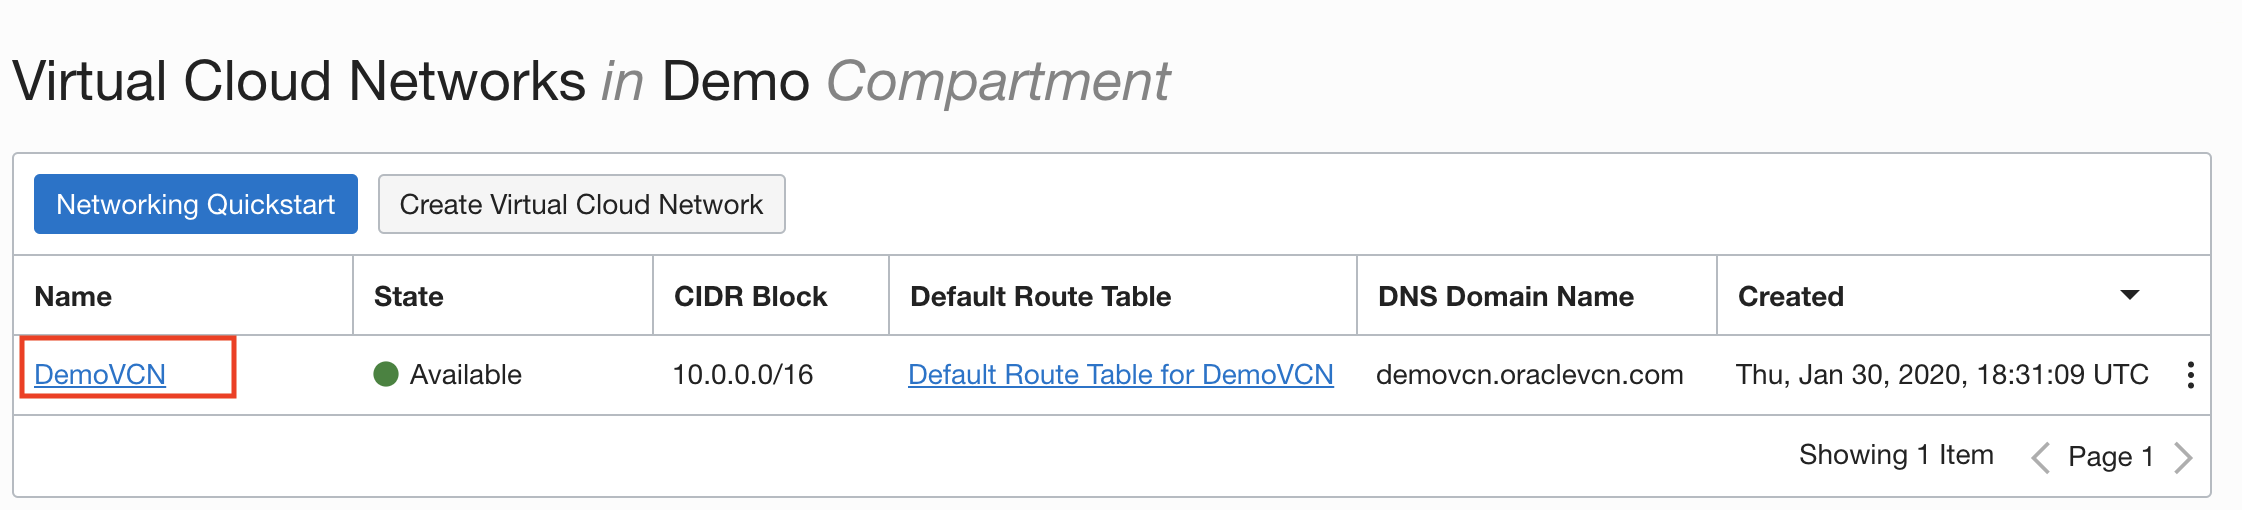 Virtual Cloud Networks in Demo Compartment
Networking Quickstart Create Virtual Cloud Network
Name State CIDR Block Default Route Table DNS Domain Name Created
DemoVCN Available 10.0.0.0/16 Default Route Table for DemoVCN demovcn.oraclevcn.com Thu, Jan 30, 2020, 18:31:09 UTC
Showing 1 Item Page 1